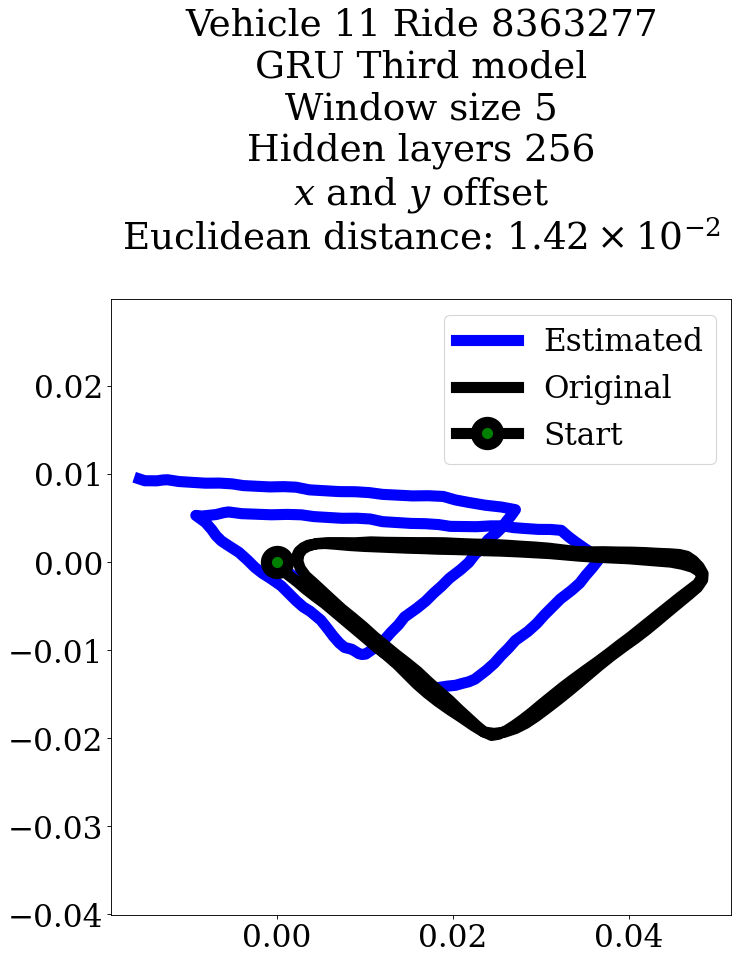 Vehicle 11 Ride 8363277
GRU Third model
Window size 5
Hidden layers 256
x and y offset
Euclidean distance: 1.42 × 10⁻²
Estimated
Original
Start
0.02
0.01
0.00
−0.01
−0.02
−0.03
−0.04
0.00 0.02 0.04